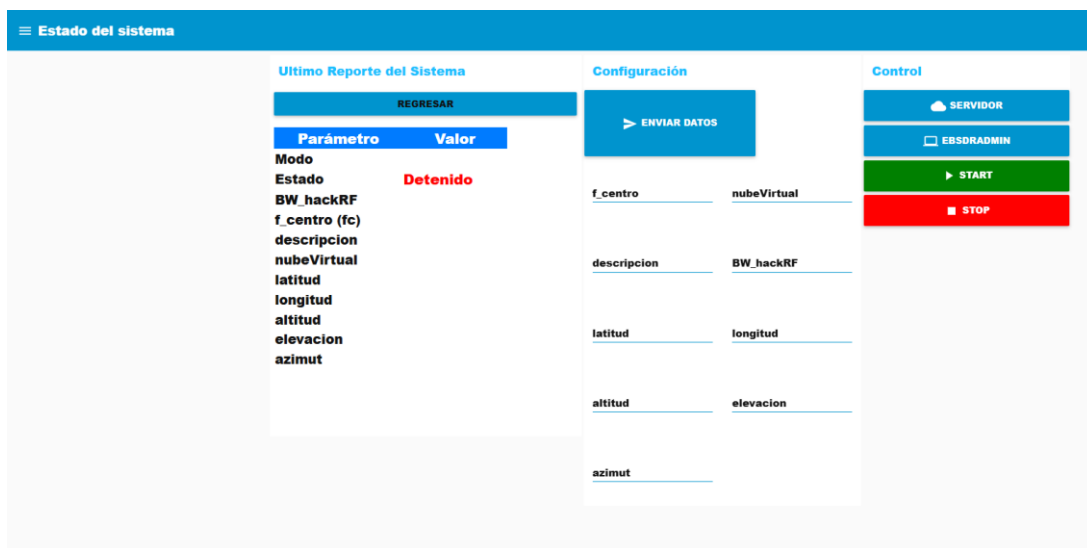 Estado del sistema
Ultimo Reporte del Sistema
REGRESAR
Parámetro Valor
Modo
Estado Detenido
BW_hackRF
f_centro (fc)
descripcion
nubeVirtual
latitud
longitud
altitud
elevacion
azimut
Configuración
ENVIAR DATOS
f_centro nubeVirtual
descripcion BW_hackRF
latitud longitud
altitud elevacion
azimut
Control
SERVIDOR
EBSDRADMIN
START
STOP